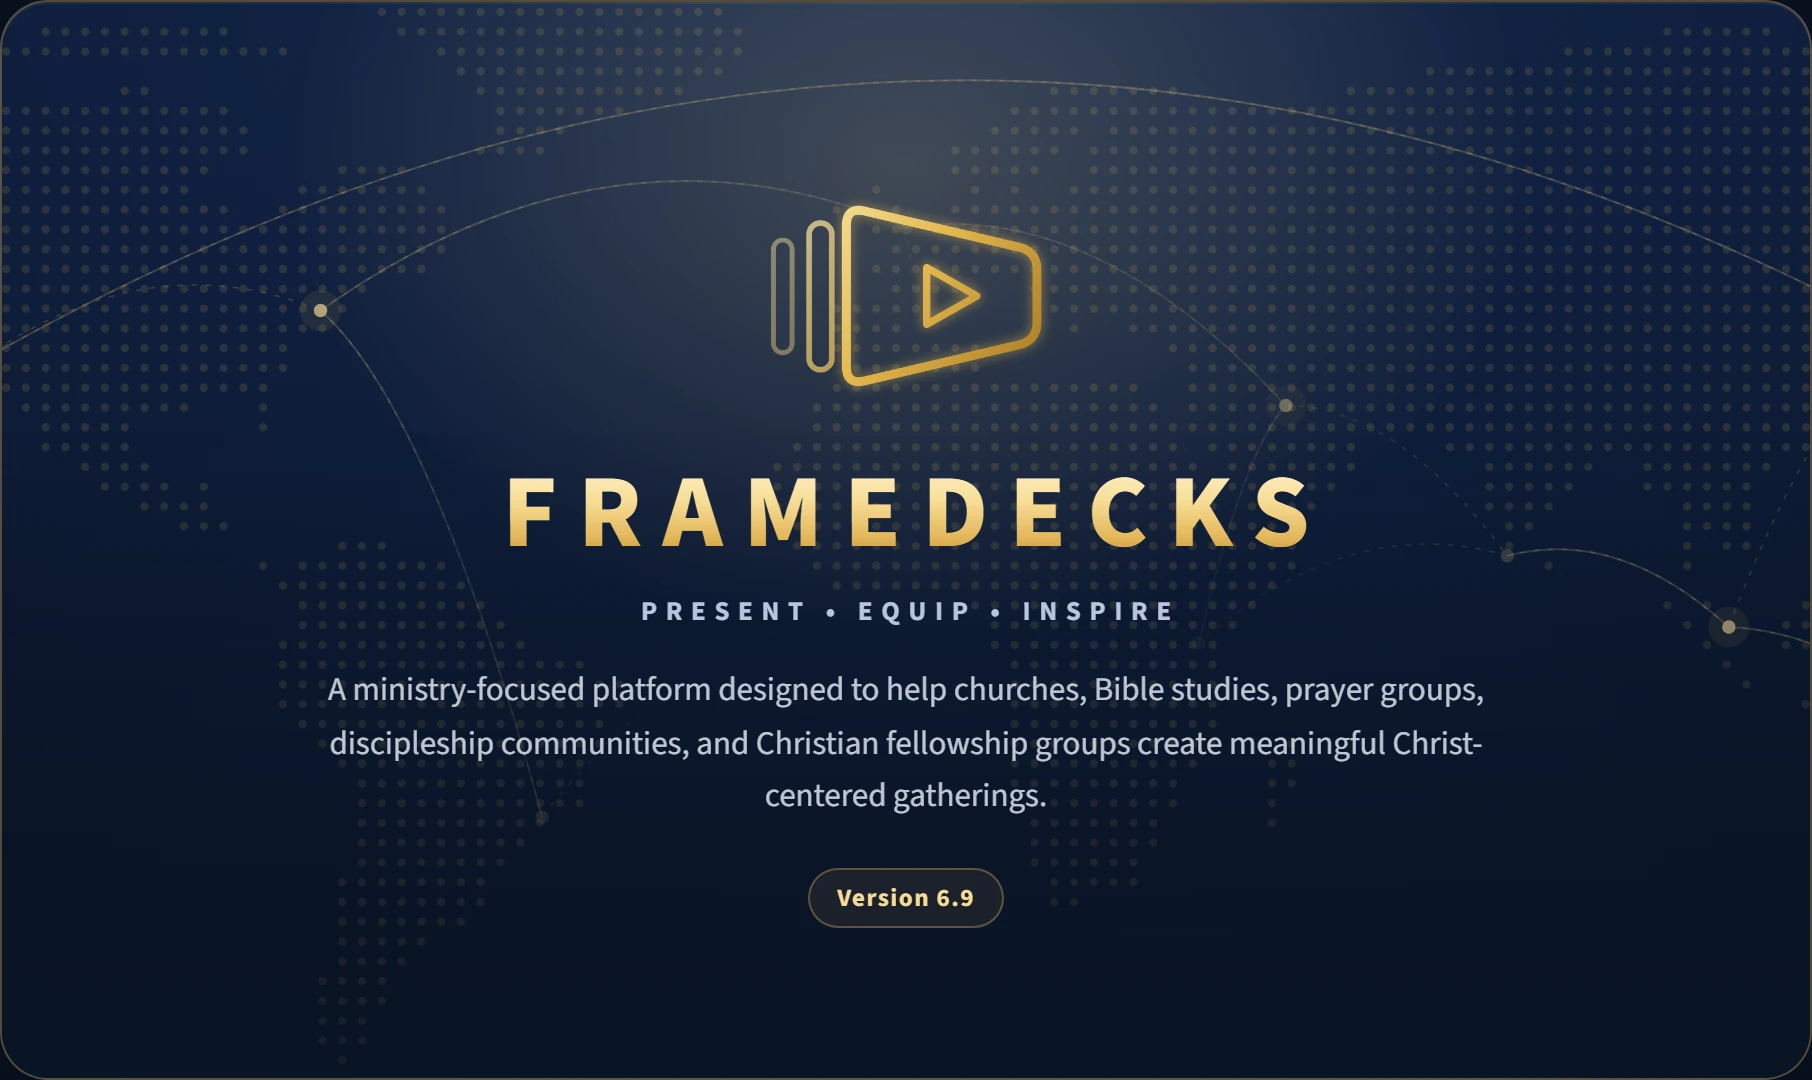 FRAMEDECKS
PRESENT • EQUIP • INSPIRE
A ministry-focused platform designed to help churches, Bible studies, prayer groups,
discipleship communities, and Christian fellowship groups create meaningful Christ-
centered gatherings.
Version 6.9